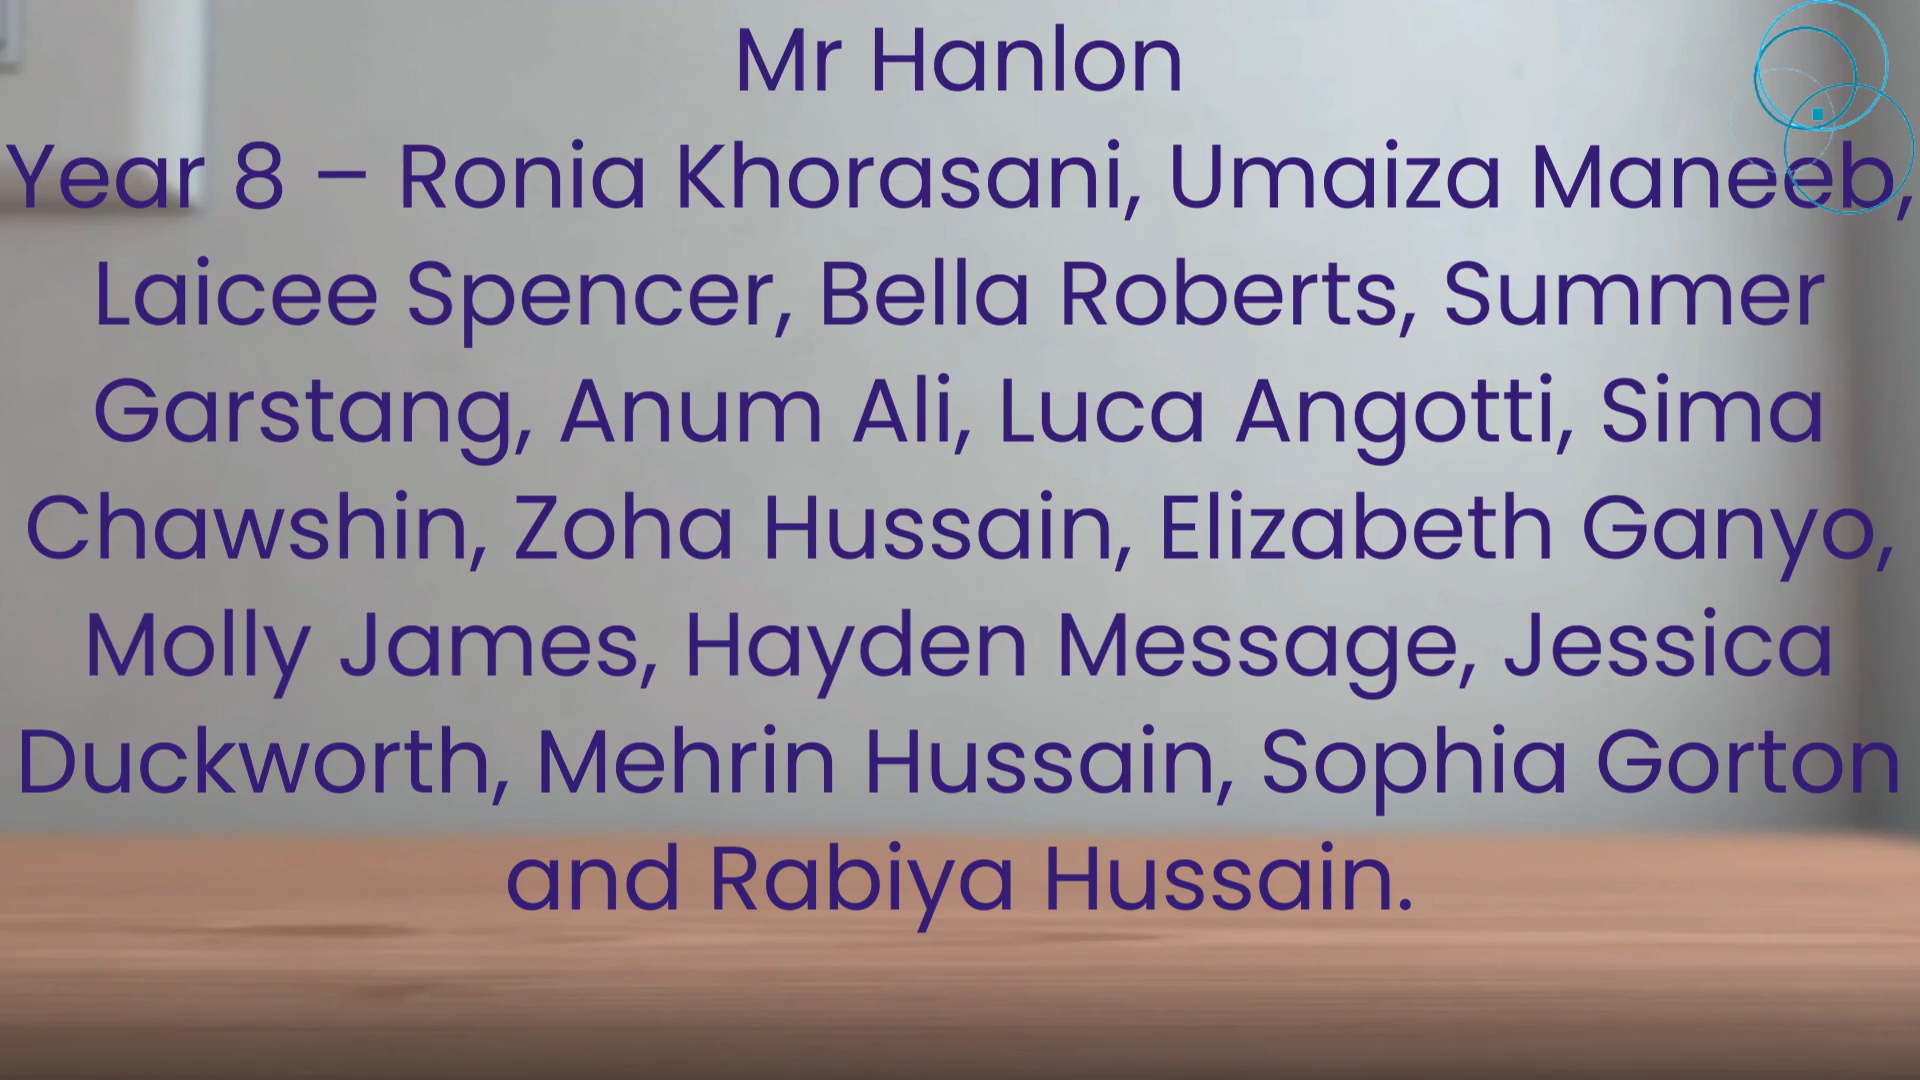 Mr Hanlon
Year 8 – Ronia Khorasani, Umaiza Maneeb,
Laicee Spencer, Bella Roberts, Summer
Garstang, Anum Ali, Luca Angotti, Sima
Chawshin, Zoha Hussain, Elizabeth Ganyo,
Molly James, Hayden Message, Jessica
Duckworth, Mehrin Hussain, Sophia Gorton
and Rabiya Hussain.